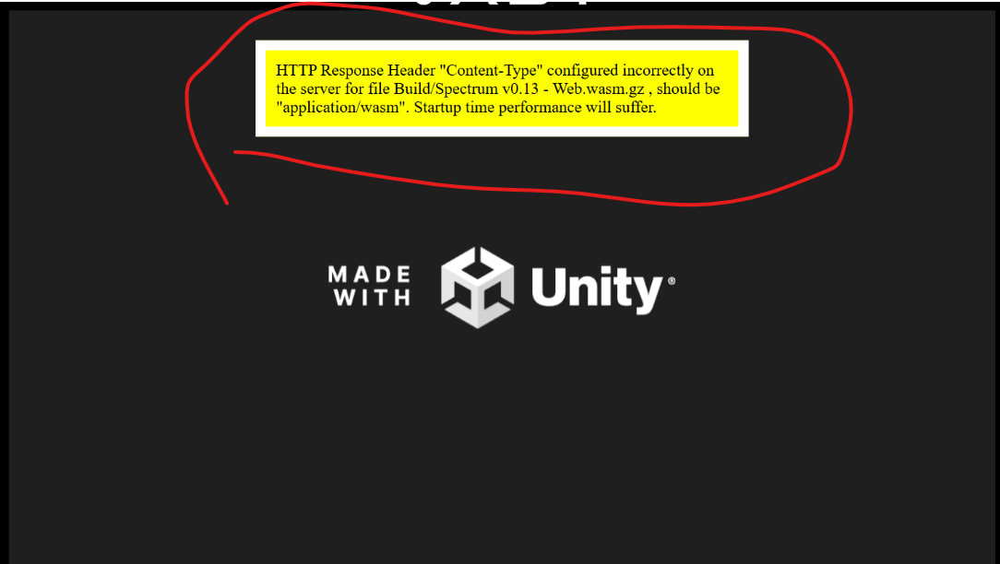 HTTP Response Header "Content-Type" configured incorrectly on
the server for file Build/Spectrum v0.13 - Web.wasm.gz , should be
"application/wasm". Startup time performance will suffer.
MADE
WITH
Unity®